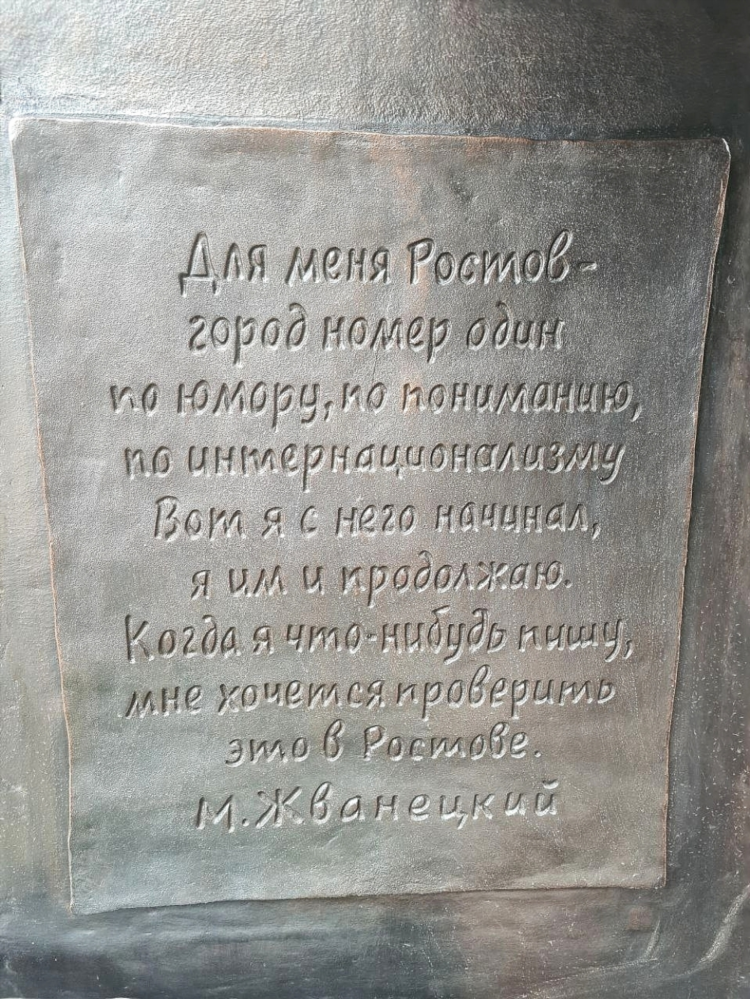 Для меня Ростов-
город номер один
по юмору, по пониманию,
по интернационализму
Вот я с него начинал,
я им и продолжаю.
Когда я что-нибудь пишу,
мне хочется проверить
это в Ростове.
М.Жванецкий